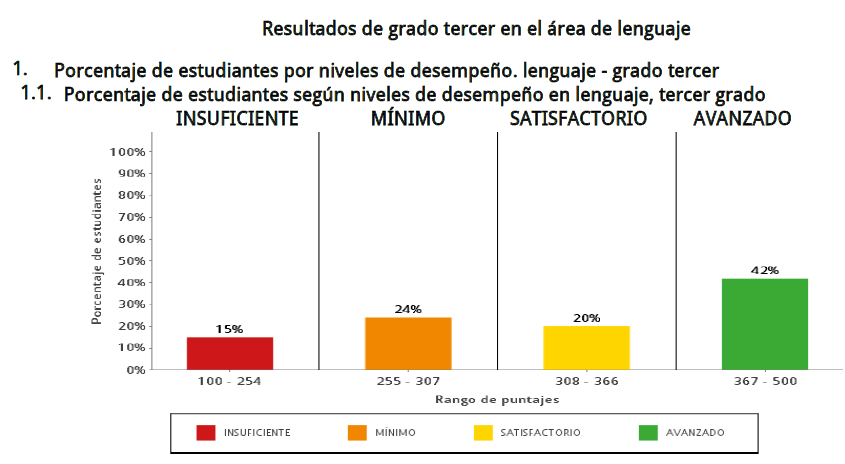 Resultados de grado tercer en el área de lenguaje
1. Porcentaje de estudiantes por niveles de desempeño. lenguaje - grado tercer
1.1. Porcentaje de estudiantes según niveles de desempeño en lenguaje, tercer grado
INSUFICIENTE MÍNIMO SATISFACTORIO AVANZADO
Porcentaje de estudiantes
100%
90%
80%
70%
60%
50%
40%
30%
20%
10%
0%
15%
24%
20%
42%
100 - 254 255 - 307 308 - 366 367 - 500
Rango de puntajes
INSUFICIENTE MÍNIMO SATISFACTORIO AVANZADO